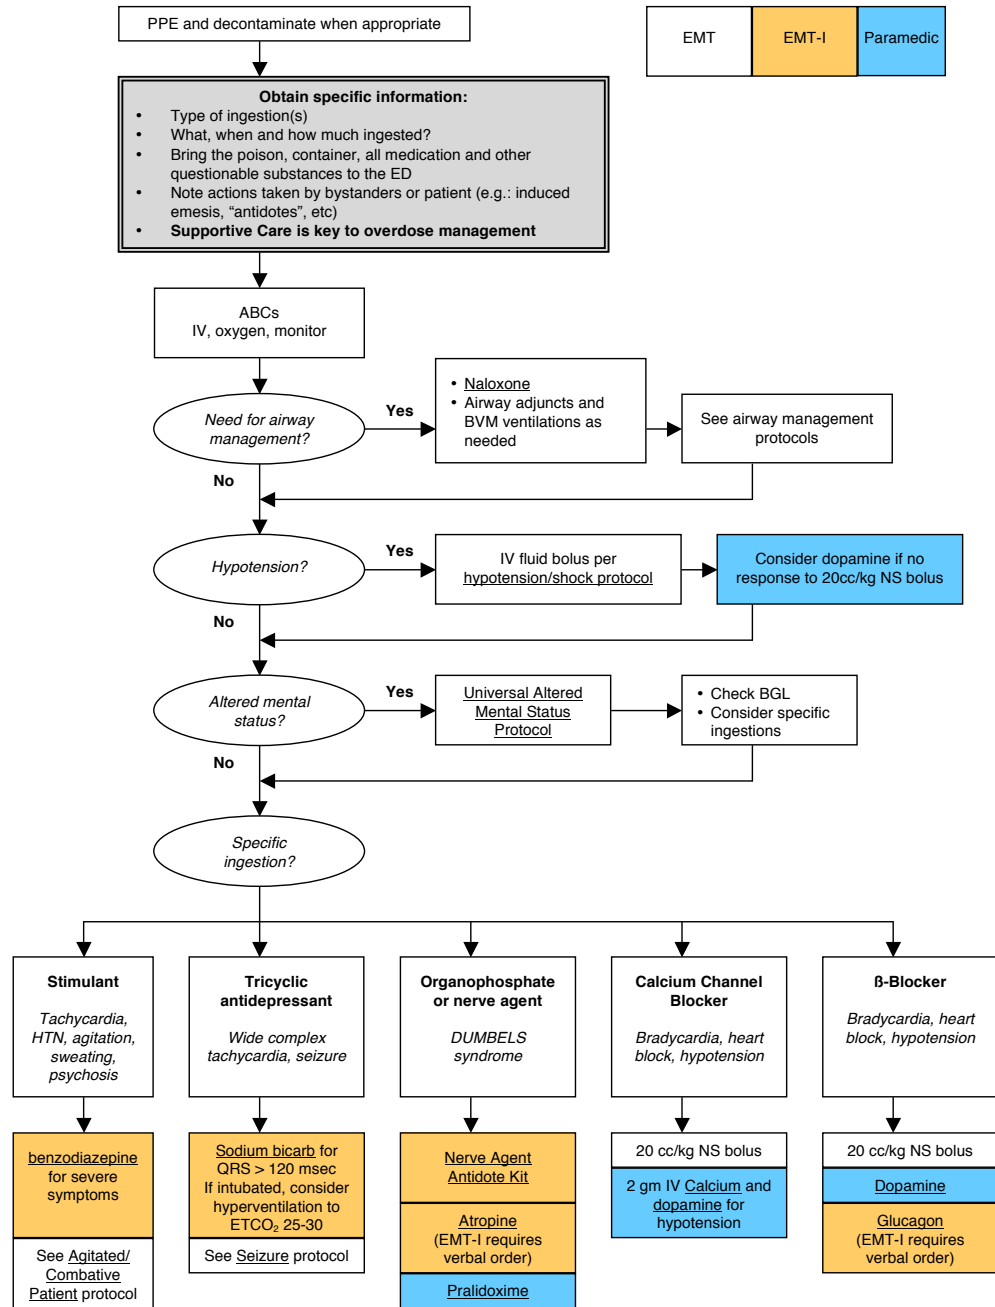 PPE and decontaminate when appropriate
EMT
EMT-I
Paramedic
Obtain specific information:
• Type of ingestion(s)
• What, when and how much ingested?
• Bring the poison, container, all medication and other
questionable substances to the ED
• Note actions taken by bystanders or patient (e.g.: induced
emesis, “antidotes”, etc)
• Supportive Care is key to overdose management
ABCs
IV, oxygen, monitor
Need for airway
management?
Yes
• Naloxone
• Airway adjuncts and
BVM ventilations as
needed
See airway management
protocols
No
Hypotension?
Yes
IV fluid bolus per
hypotension/shock protocol
Consider dopamine if no
response to 20cc/kg NS bolus
No
Altered mental
status?
Yes
Universal Altered
Mental Status
Protocol
• Check BGL
• Consider specific
ingestions
No
Specific
ingestion?
Stimulant
Tachycardia,
HTN, agitation,
sweating,
psychosis
Tricyclic
antidepressant
Wide complex
tachycardia, seizure
Organophosphate
or nerve agent
DUMBELS
syndrome
Calcium Channel
Blocker
Bradycardia, heart
block, hypotension
ß-Blocker
Bradycardia, heart
block, hypotension
benzodiazepine
for severe
symptoms
See Agitated/
Combative
Patient protocol
Sodium bicarb for
QRS > 120 msec
If intubated, consider
hyperventilation to
ETCO₂ 25-30
See Seizure protocol
Nerve Agent
Antidote Kit
Atropine
(EMT-I requires
verbal order)
Pralidoxime
20 cc/kg NS bolus
2 gm IV Calcium and
dopamine for
hypotension
20 cc/kg NS bolus
Dopamine
Glucagon
(EMT-I requires
verbal order)